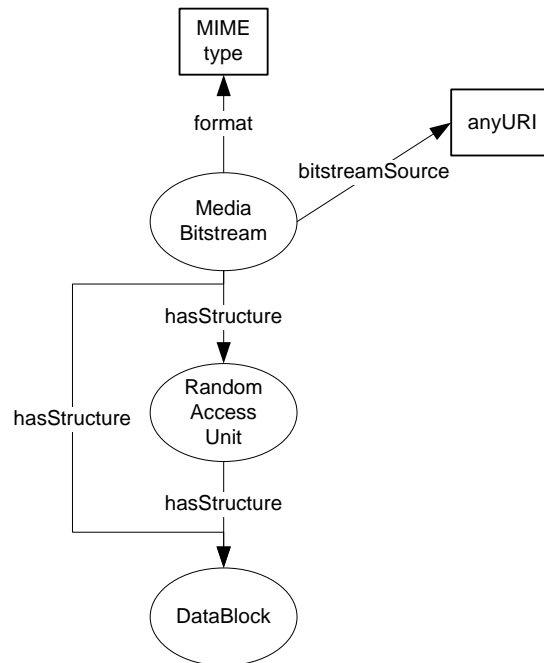 MIME
type
format
anyURI
bitstreamSource
Media
Bitstream
hasStructure
Random
Access
Unit
hasStructure
hasStructure
DataBlock